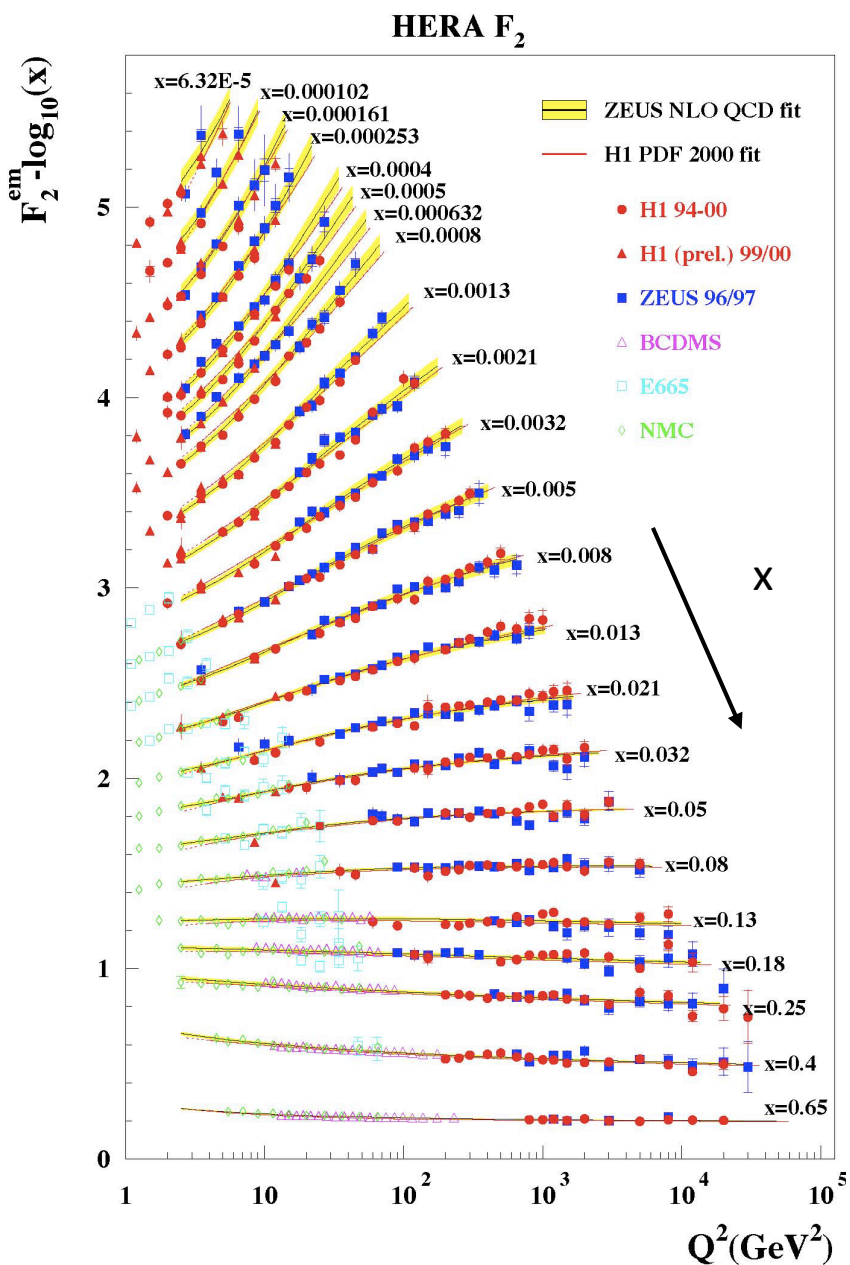 HERA F₂
F₂ᵉᵐ-log₁₀(x)
x=6.32E-5
x=0.000102
x=0.000161
x=0.000253
x=0.0004
x=0.0005
x=0.000632
x=0.0008
x=0.0013
x=0.0021
x=0.0032
x=0.005
x=0.008
x=0.013
x=0.021
x=0.032
x=0.05
x=0.08
x=0.13
x=0.18
x=0.25
x=0.4
x=0.65
ZEUS NLO QCD fit
H1 PDF 2000 fit
H1 94-00
H1 (prel.) 99/00
ZEUS 96/97
BCDMS
E665
NMC
X
5
4
3
2
1
0
1 10 10² 10³ 10⁴ 10⁵
Q²(GeV²)